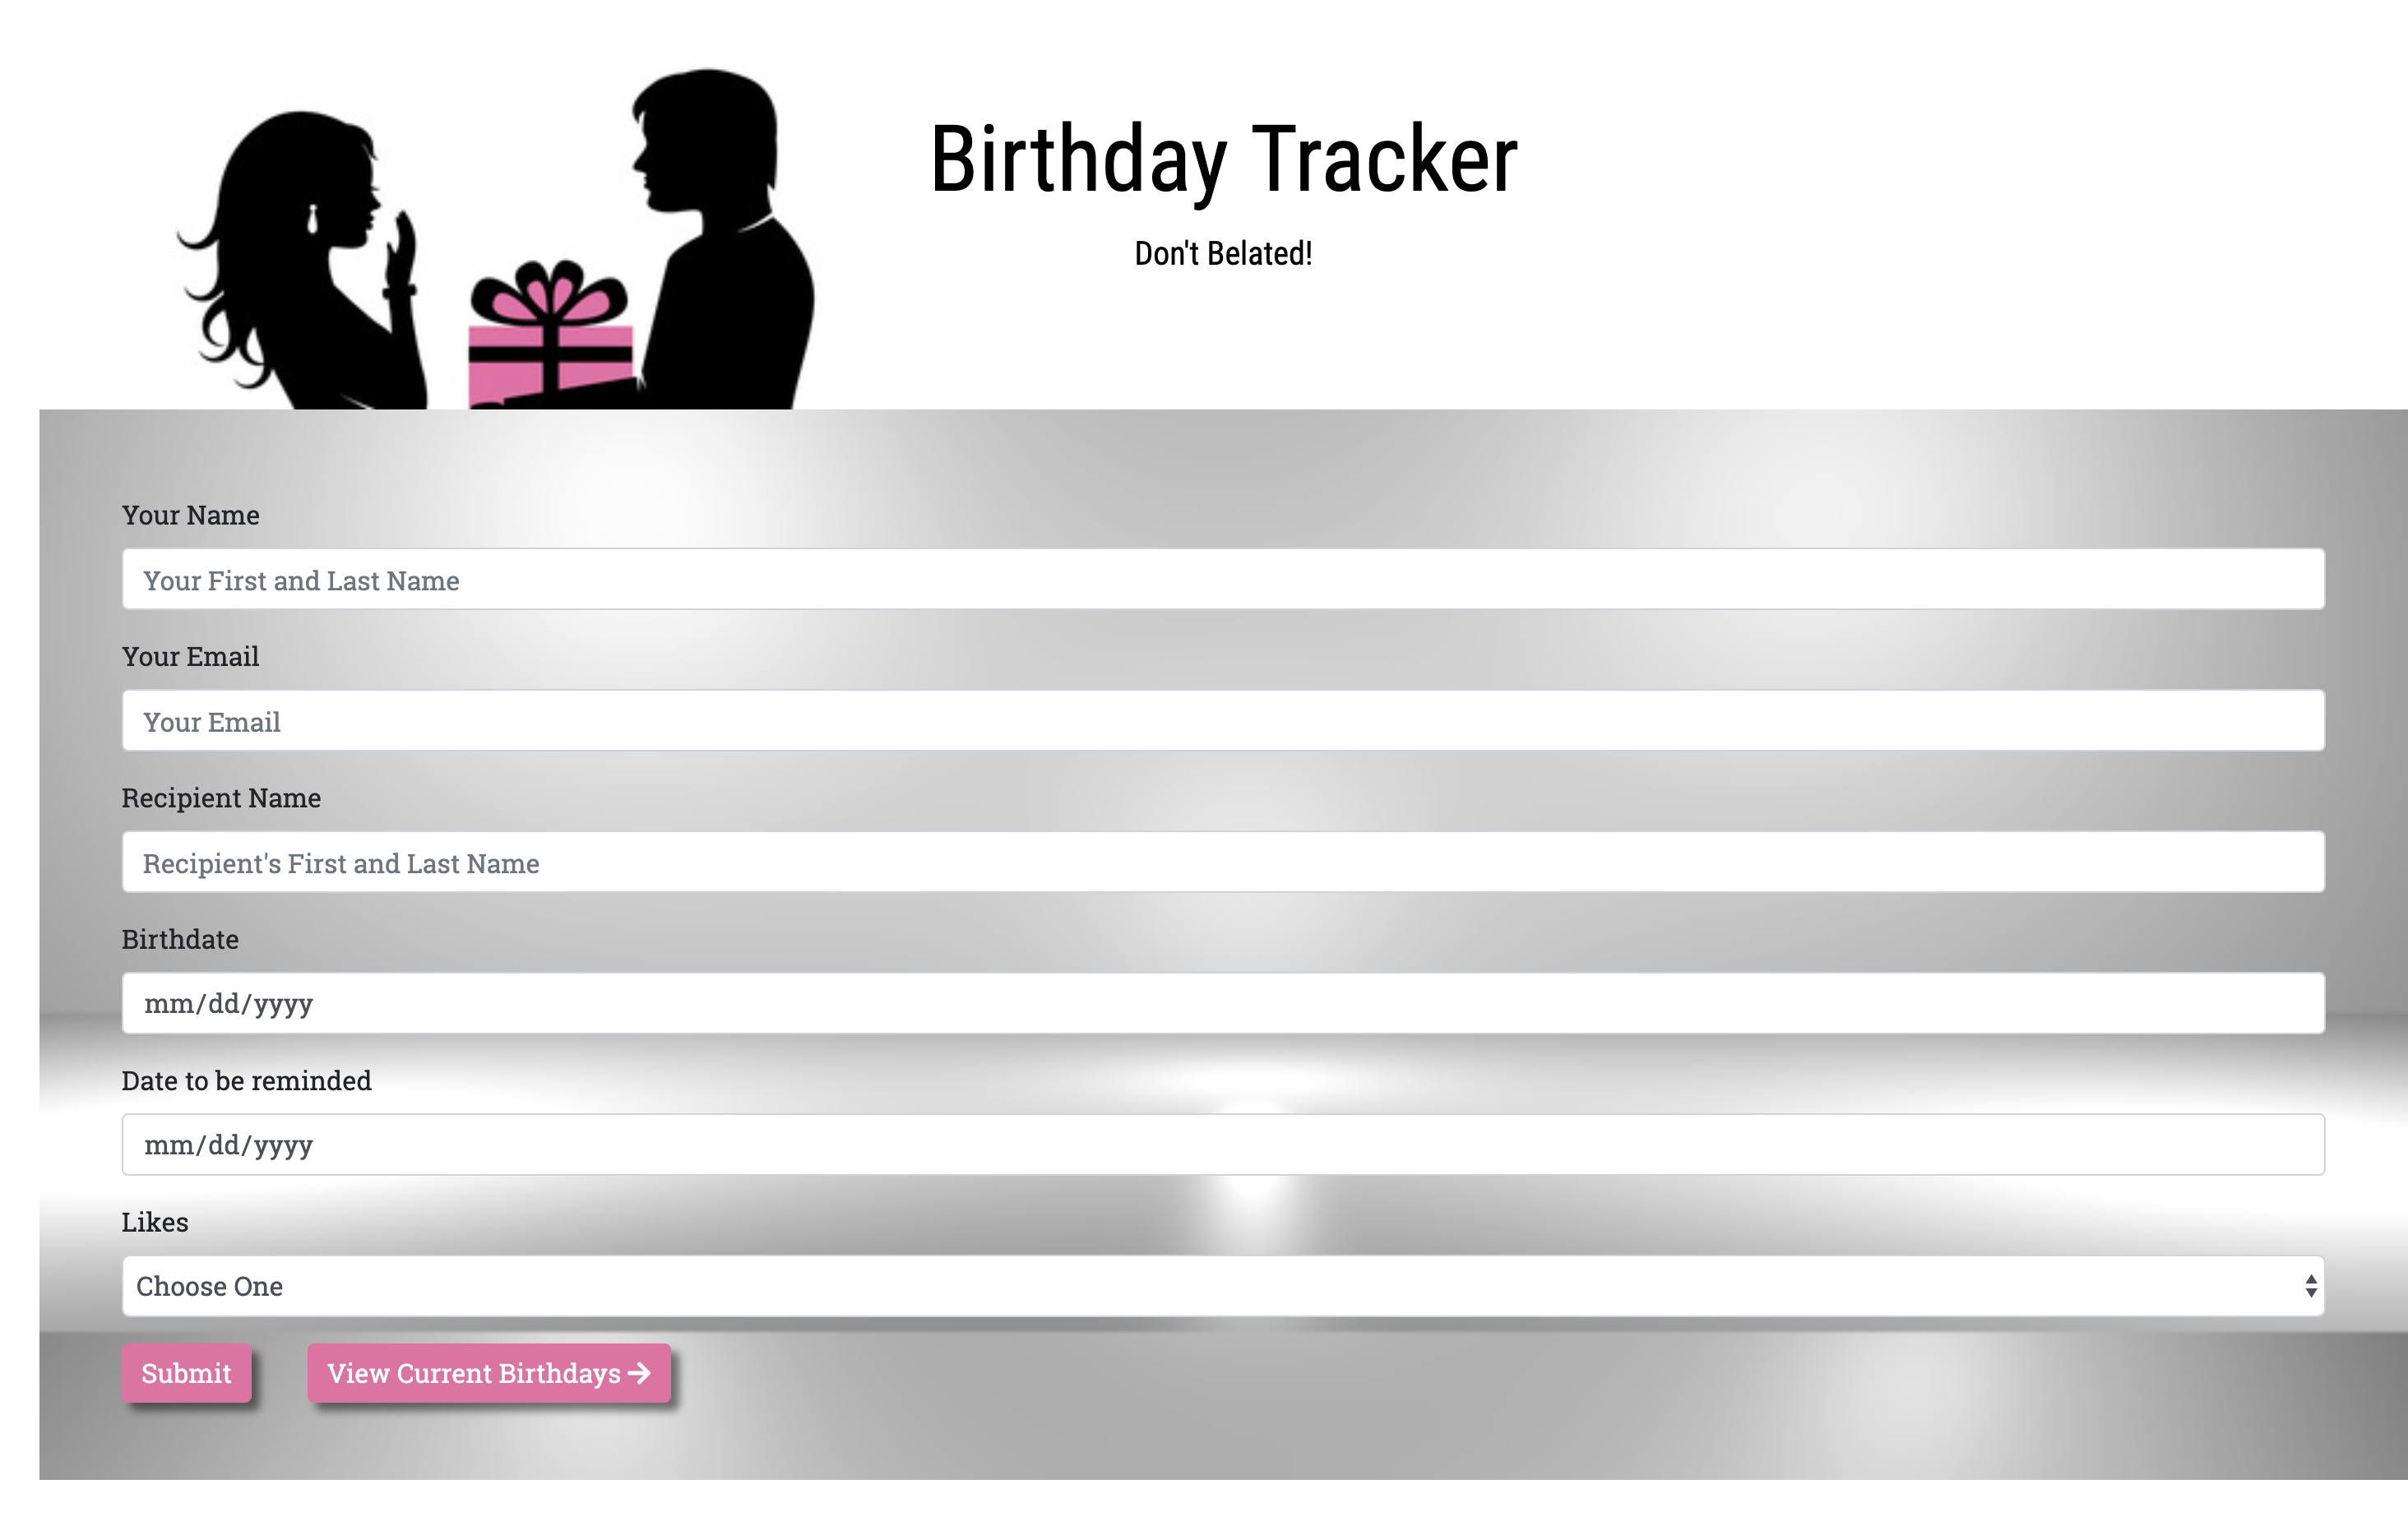 Birthday Tracker
Don't Belated!
Your Name
Your First and Last Name
Your Email
Your Email
Recipient Name
Recipient's First and Last Name
Birthdate
mm/dd/yyyy
Date to be reminded
mm/dd/yyyy
Likes
Choose One
Submit
View Current Birthdays